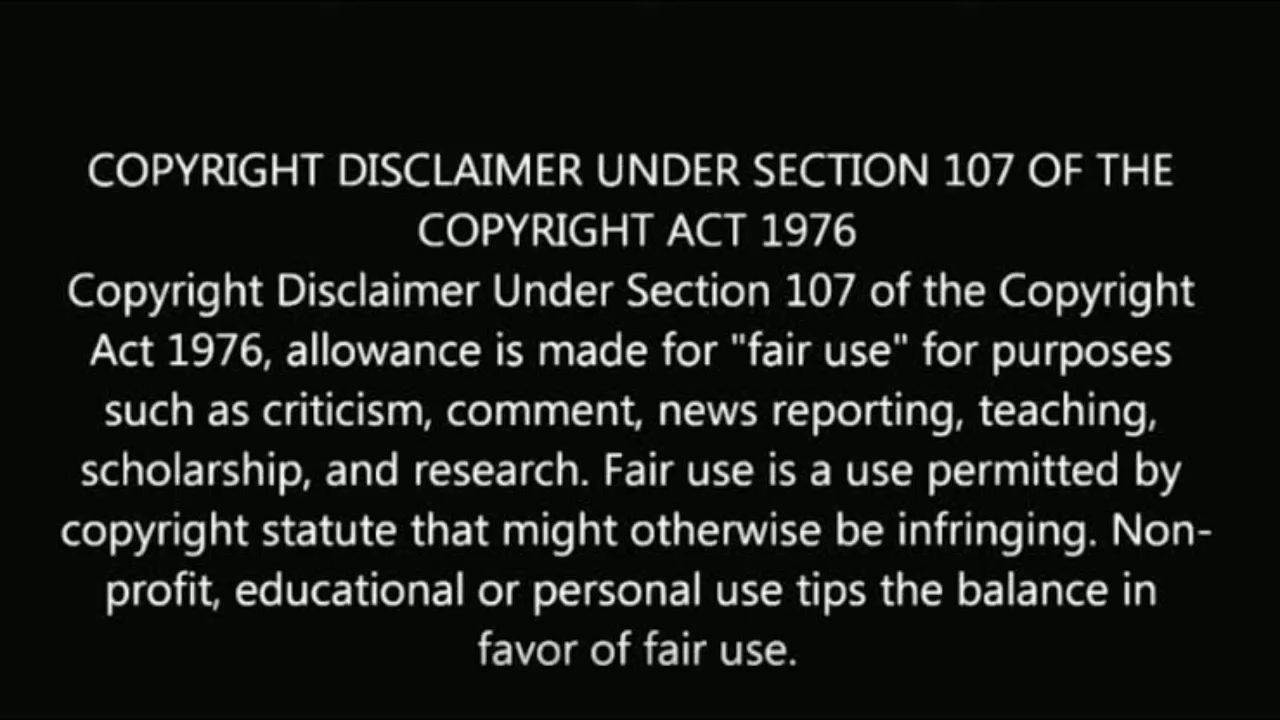 COPYRIGHT DISCLAIMER UNDER SECTION 107 OF THE
COPYRIGHT ACT 1976
Copyright Disclaimer Under Section 107 of the Copyright
Act 1976, allowance is made for "fair use" for purposes
such as criticism, comment, news reporting, teaching,
scholarship, and research. Fair use is a use permitted by
copyright statute that might otherwise be infringing. Non-
profit, educational or personal use tips the balance in
favor of fair use.